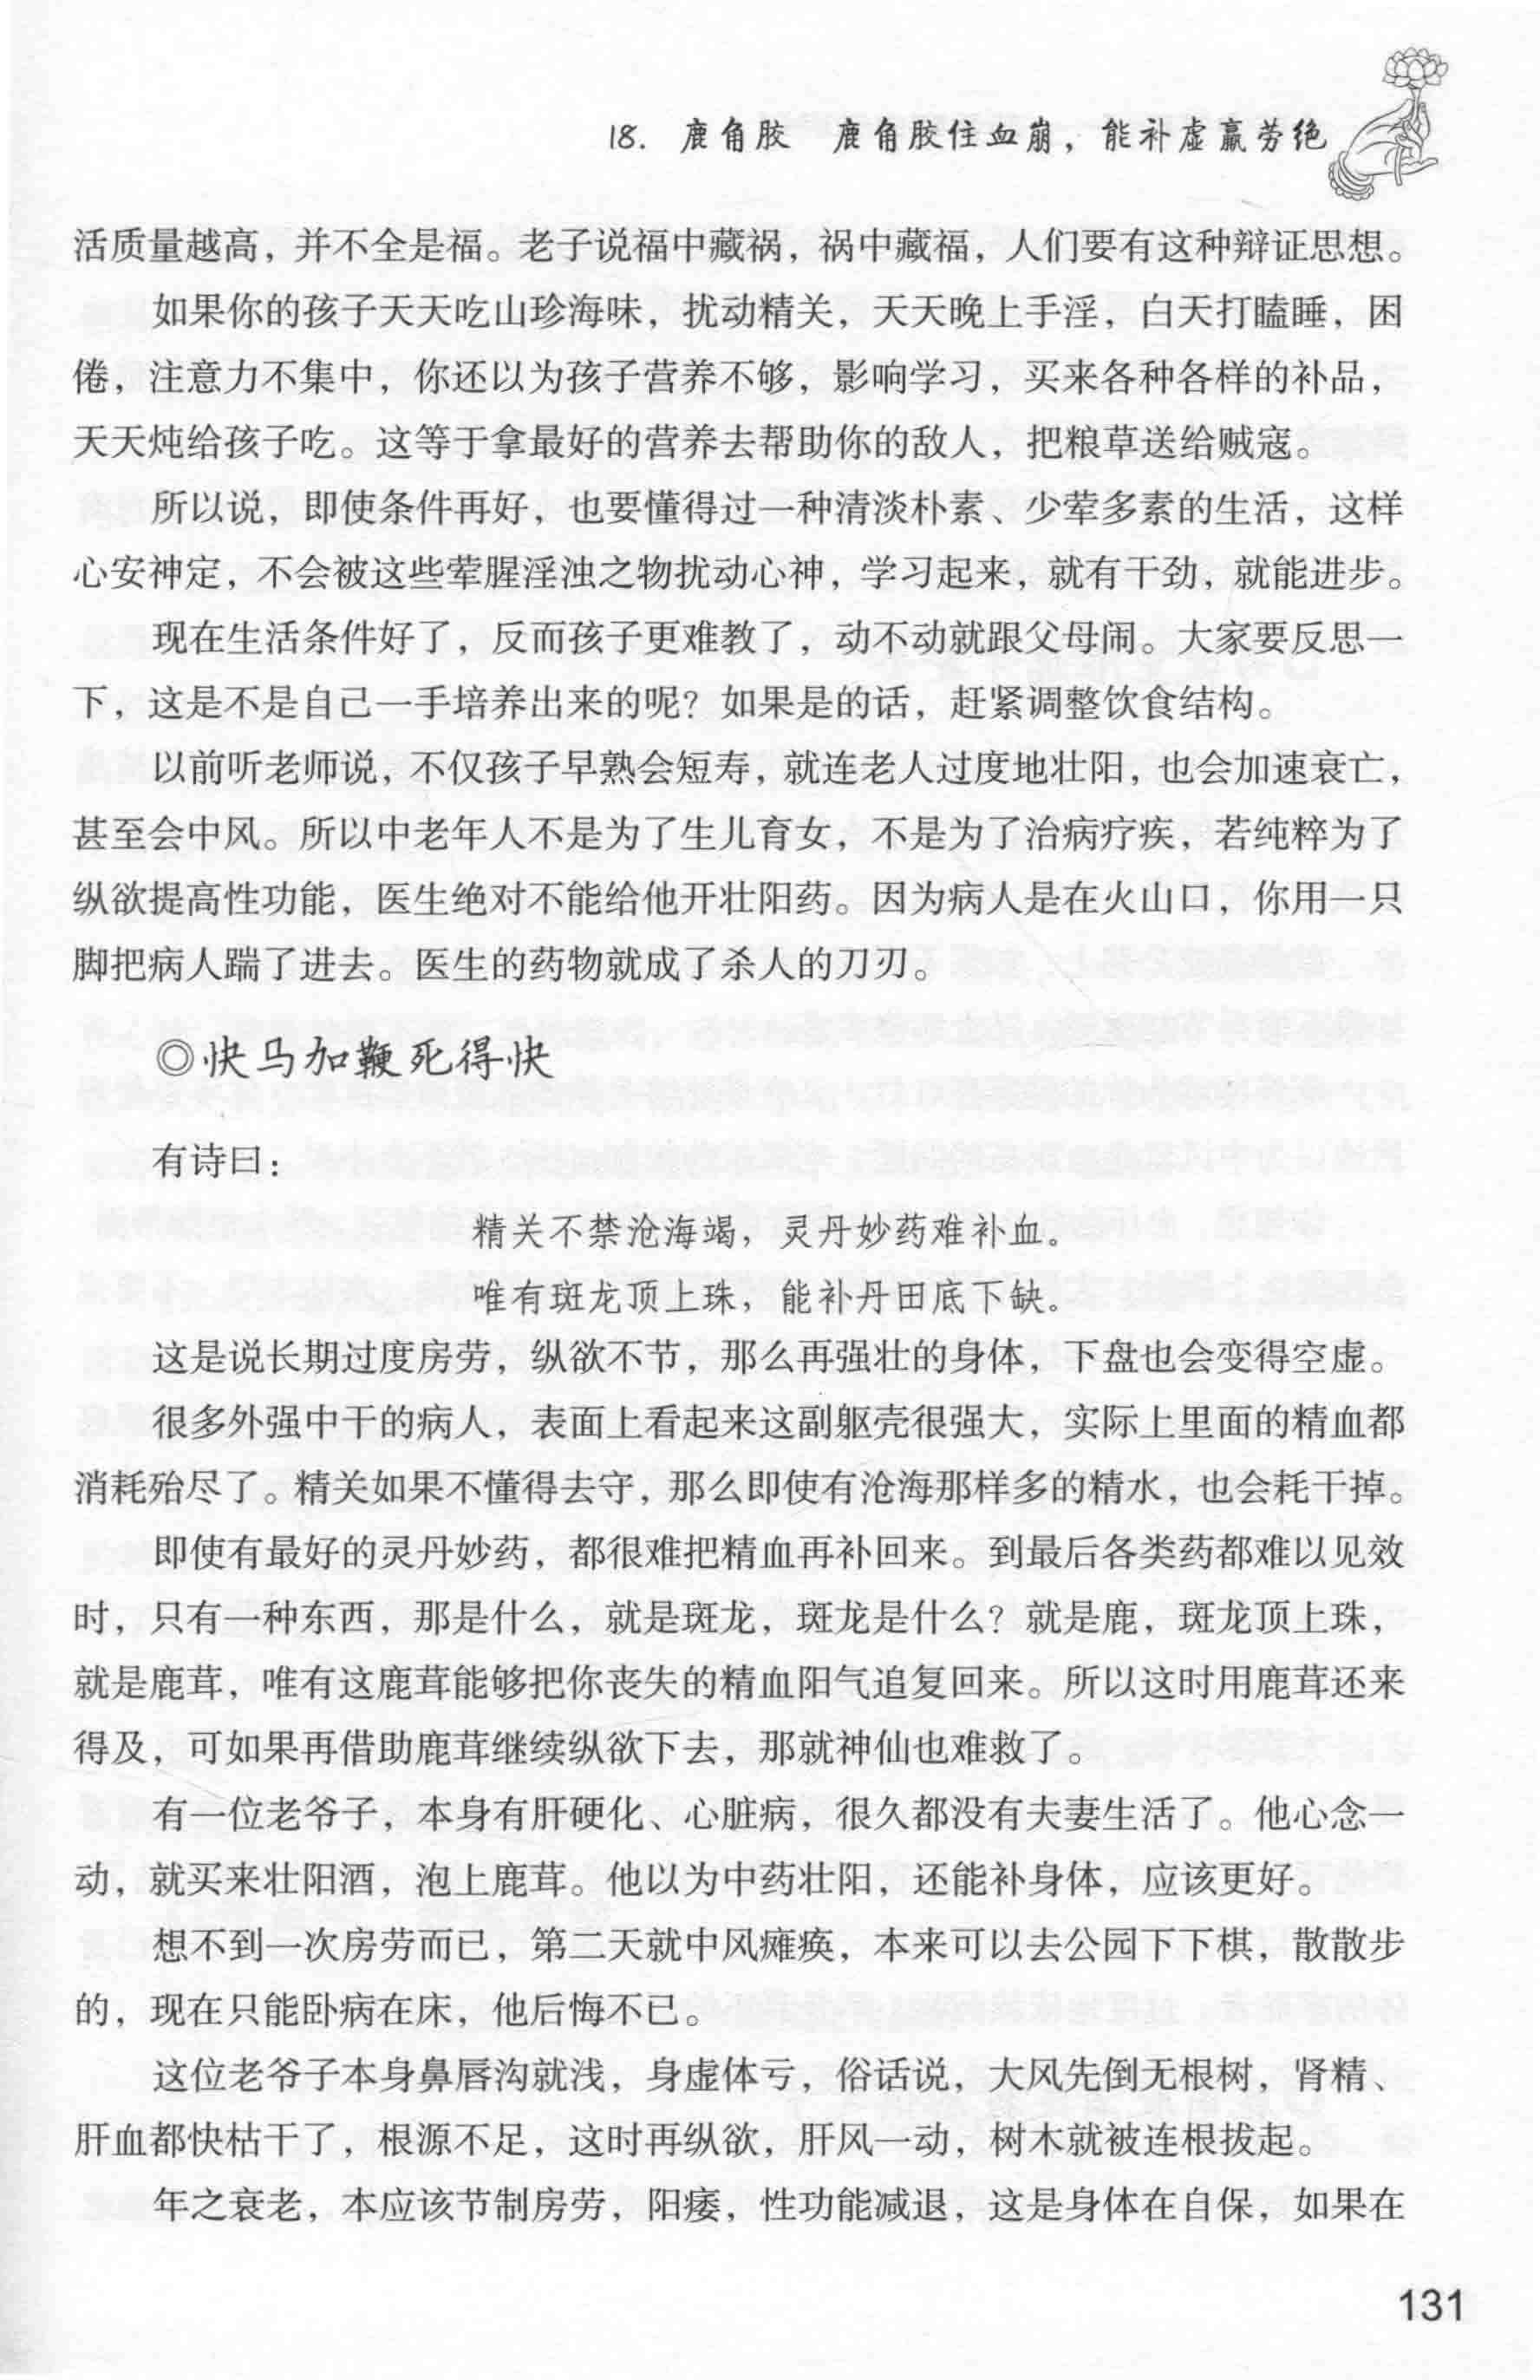 18. 鹿角胶　鹿角胶住血崩，能补虚羸劳绝
活质量越高，并不全是福。老子说福中藏祸，祸中藏福，人们要有这种辩证思想。
如果你的孩子天天吃山珍海味，扰动精关，天天晚上手淫，白天打瞌睡，困
倦，注意力不集中，你还以为孩子营养不够，影响学习，买来各种各样的补品，
天天炖给孩子吃。这等于拿最好的营养去帮助你的敌人，把粮草送给贼寇。
所以说，即使条件再好，也要懂得过一种清淡朴素、少荤多素的生活，这样
心安神定，不会被这些荤腥淫浊之物扰动心神，学习起来，就有干劲，就能进步。
现在生活条件好了，反而孩子更难教了，动不动就跟父母闹。大家要反思一
下，这是不是自己一手培养出来的呢？如果是的话，赶紧调整饮食结构。
以前听老师说，不仅孩子早熟会短寿，就连老人过度地壮阳，也会加速衰亡，
甚至会中风。所以中老年人不是为了生儿育女，不是为了治病疗疾，若纯粹为了
纵欲提高性功能，医生绝对不能给他开壮阳药。因为病人是在火山口，你用一只
脚把病人踹了进去。医生的药物就成了杀人的刀刃。
◎快马加鞭死得快
有诗曰：
精关不禁沧海竭，灵丹妙药难补血。
唯有斑龙顶上珠，能补丹田底下缺。
这是说长期过度房劳，纵欲不节，那么再强壮的身体，下盘也会变得空虚。
很多外强中干的病人，表面上看起来这副躯壳很强大，实际上里面的精血都
消耗殆尽了。精关如果不懂得去守，那么即使有沧海那样多的精水，也会耗干掉。
即使有最好的灵丹妙药，都很难把精血再补回来。到最后各类药都难以见效
时，只有一种东西，那是什么，就是斑龙，斑龙是什么？就是鹿，斑龙顶上珠，
就是鹿茸，唯有这鹿茸能够把你丧失的精血阳气追复回来。所以这时用鹿茸还来
得及，可如果再借助鹿茸继续纵欲下去，那就神仙也难救了。
有一位老爷子，本身有肝硬化、心脏病，很久都没有夫妻生活了。他心念一
动，就买来壮阳酒，泡上鹿茸。他以为中药壮阳，还能补身体，应该更好。
想不到一次房劳而已，第二天就中风瘫痪，本来可以去公园下下棋，散散步
的，现在只能卧病在床，他后悔不已。
这位老爷子本身鼻唇沟就浅，身虚体亏，俗话说，大风先倒无根树，肾精、
肝血都快枯干了，根源不足，这时再纵欲，肝风一动，树木就被连根拔起。
年之衰老，本应该节制房劳，阳痿，性功能减退，这是身体在自保，如果在
131